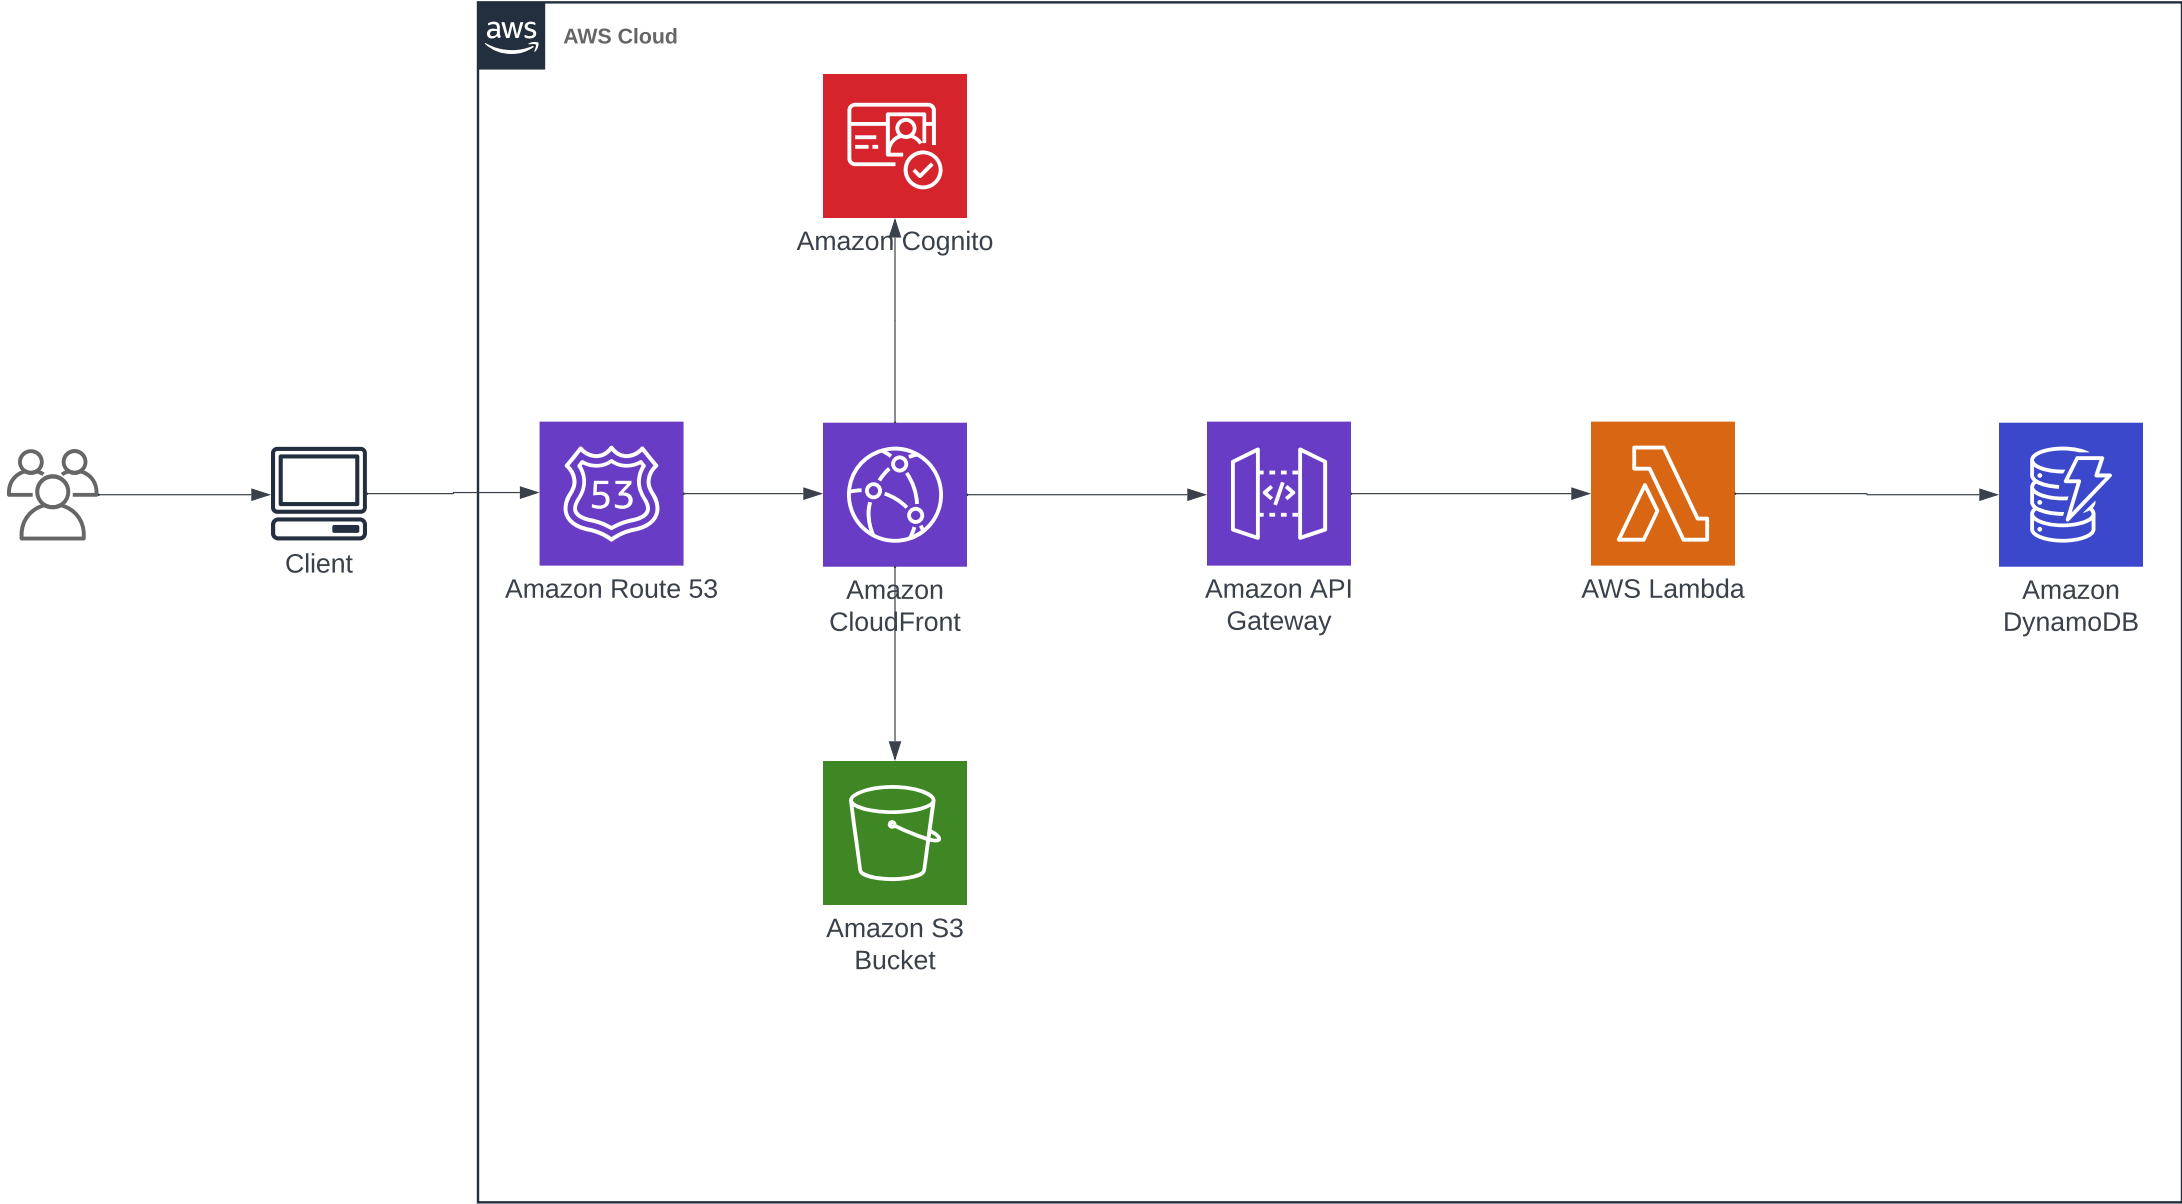 aws
AWS Cloud
Amazon Cognito
53
</>
Client
Amazon Route 53
Amazon
CloudFront
Amazon API
Gateway
AWS Lambda
Amazon
DynamoDB
Amazon S3
Bucket